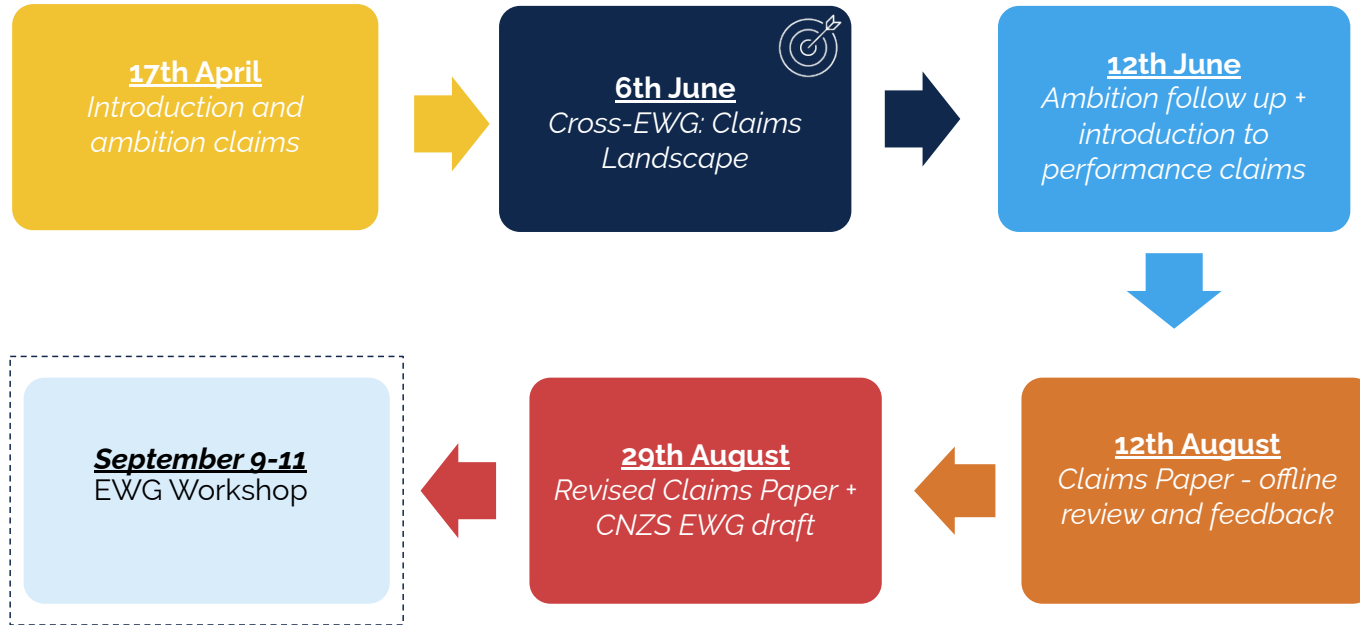 17th April
Introduction and
ambition claims
6th June
Cross-EWG: Claims
Landscape
12th June
Ambition follow up +
introduction to
performance claims
12th August
Claims Paper - offline
review and feedback
29th August
Revised Claims Paper +
CNZS EWG draft
September 9-11
EWG Workshop